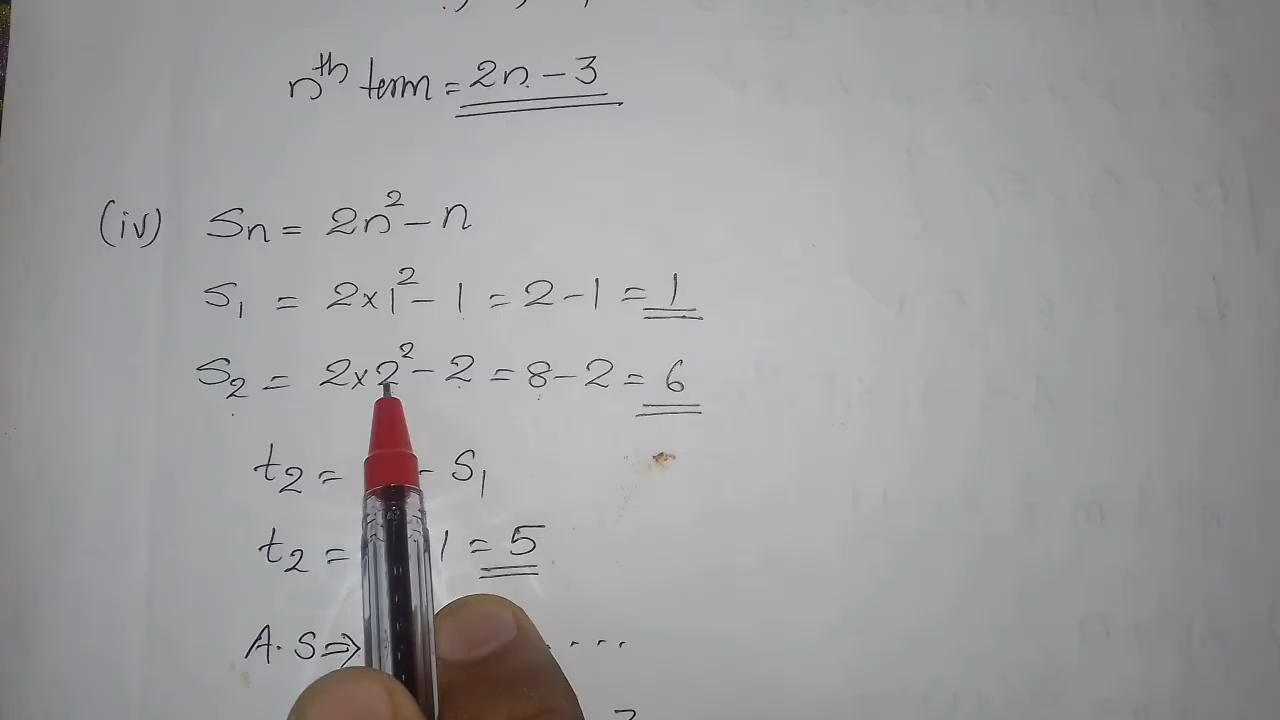 nth term = 2n - 3
(iv) Sn = 2n² - n
S₁ = 2×1² - 1 = 2 - 1 = 1
S₂ = 2×2² - 2 = 8 - 2 = 6
t₂ = - S₁
t₂ = 1 = 5
A.S ⇒ ....